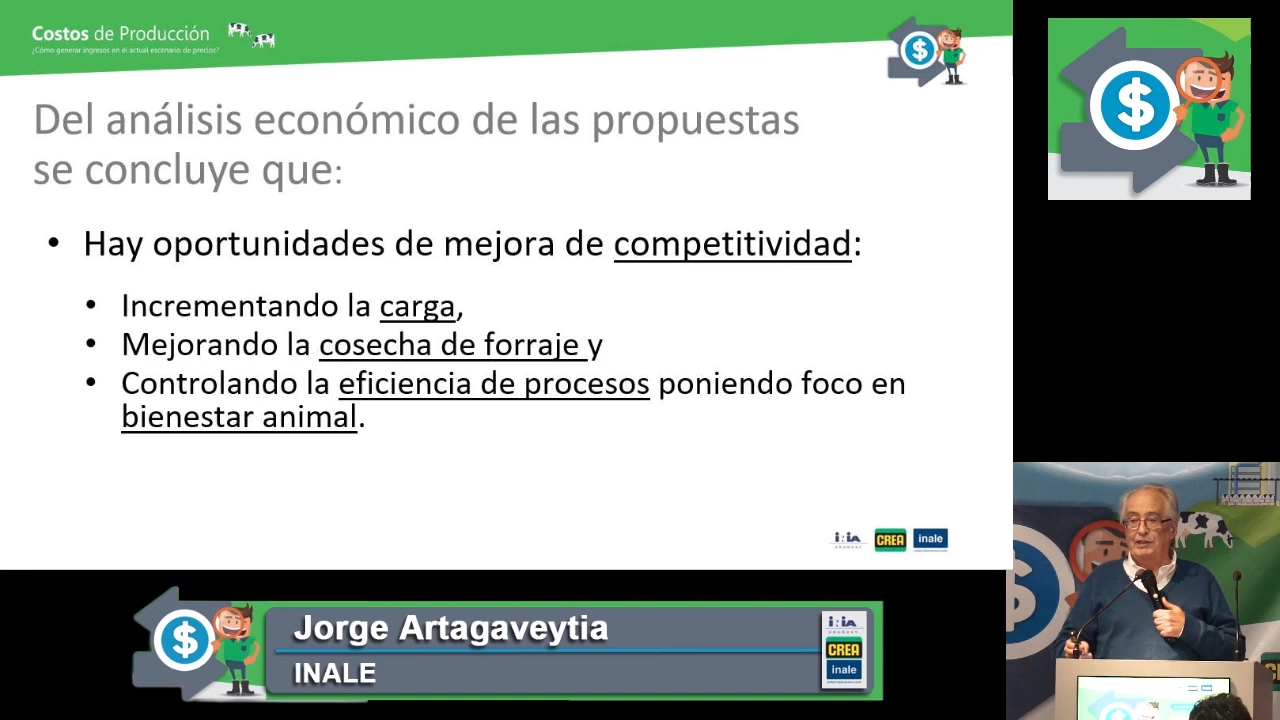 Costos de Producción
¿Cómo generar ingresos en el actual escenario de precios?
Del análisis económico de las propuestas
se concluye que:
• Hay oportunidades de mejora de competitividad:
• Incrementando la carga,
• Mejorando la cosecha de forraje y
• Controlando la eficiencia de procesos poniendo foco en
bienestar animal.
URUGUAY
CREA
inale
Jorge Artagaveytia
INALE
URUGUAY
CREA
inale